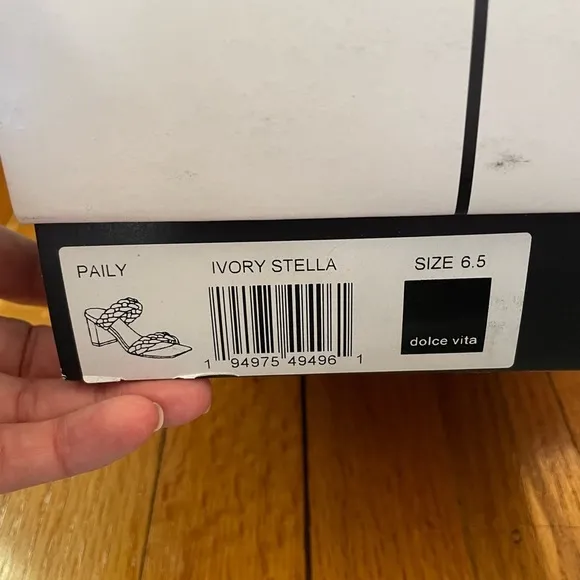 PAILY
IVORY STELLA
SIZE 6.5
1 94975 49496 1
dolce vita